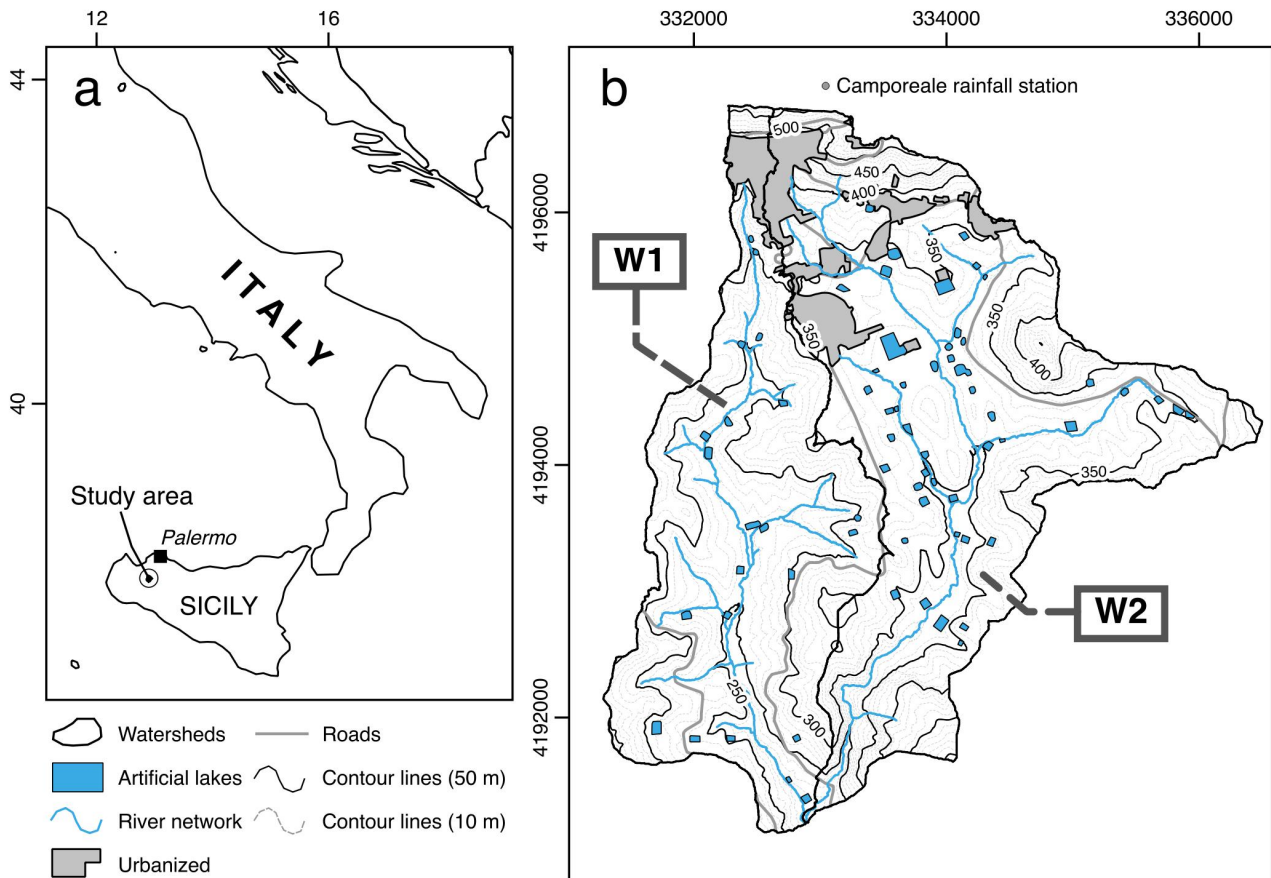 12
16
44
40
a
ITALY
Study area
Palermo
SICILY
Watersheds
Roads
Artificial lakes
Contour lines (50 m)
River network
Contour lines (10 m)
Urbanized
332000
334000
336000
4196000
4194000
4192000
b
Camporeale rainfall station
500
450
400
350
W1
350
350
400
350
W2
250
300